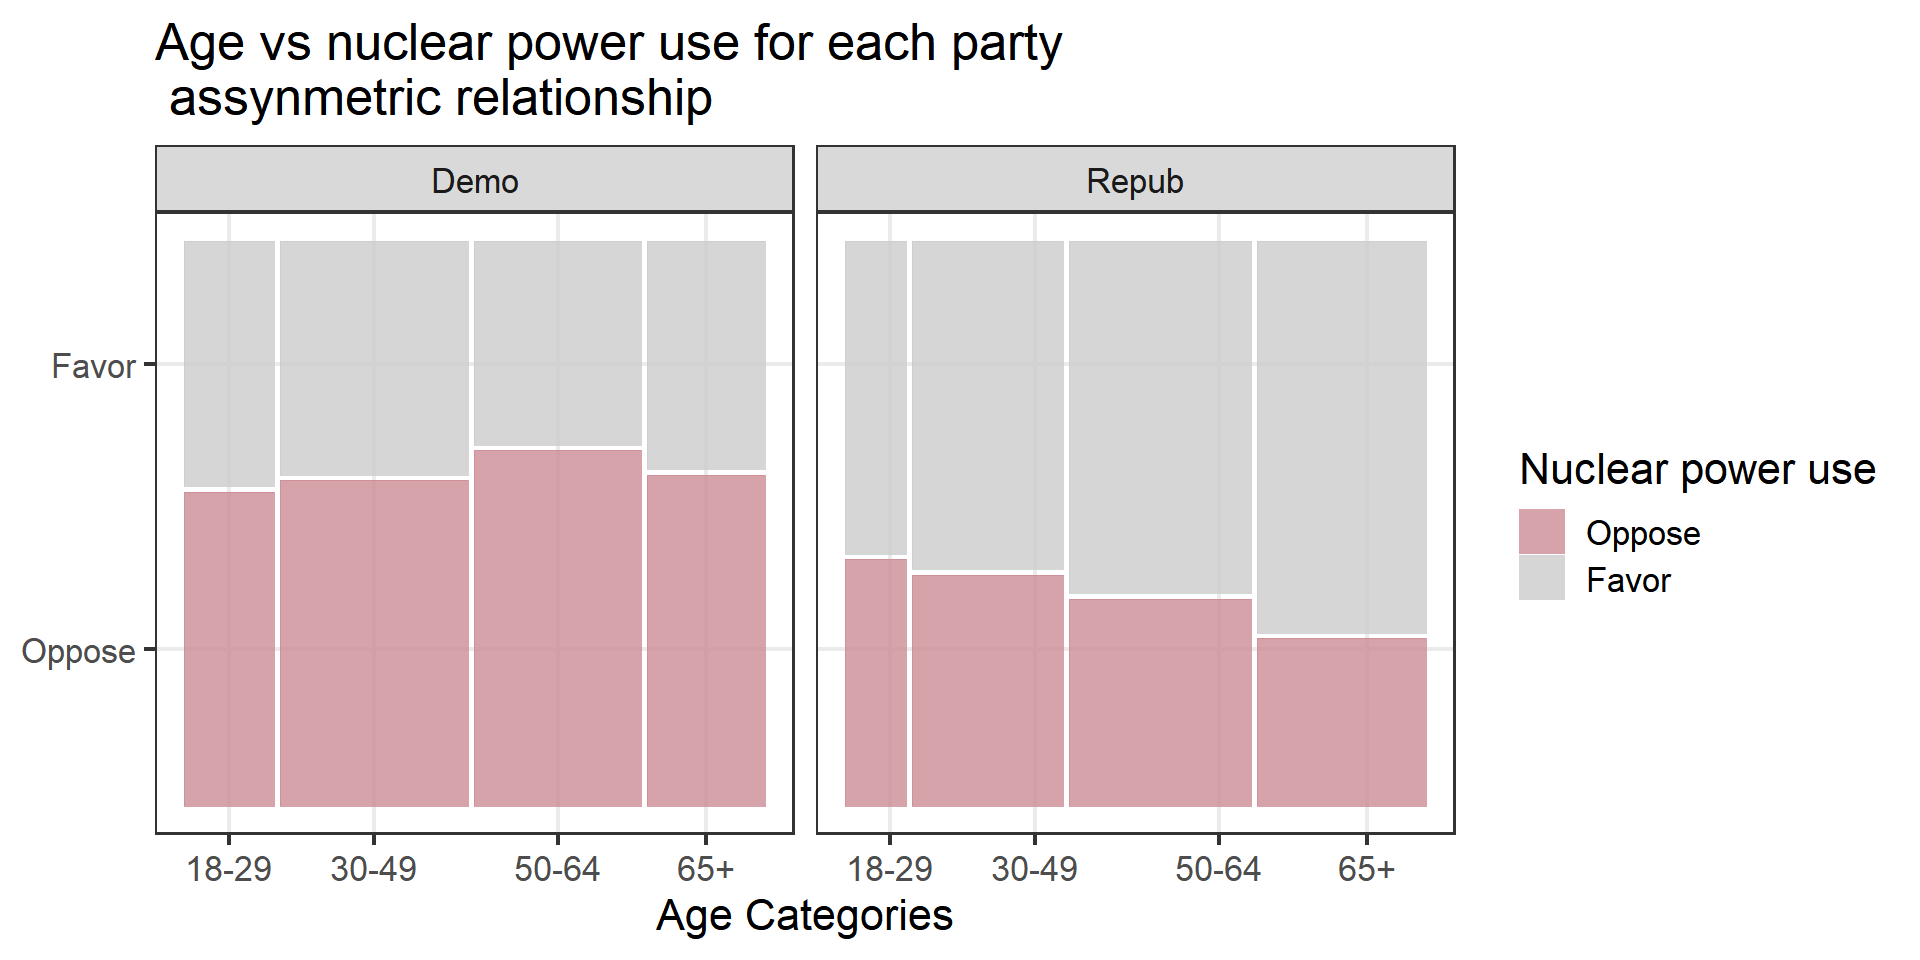 Age vs nuclear power use for each party
assynmetric relationship
Demo
Repub
Favor
Oppose
18-29
30-49
50-64
65+
18-29
30-49
50-64
65+
Age Categories
Nuclear power use
Oppose
Favor